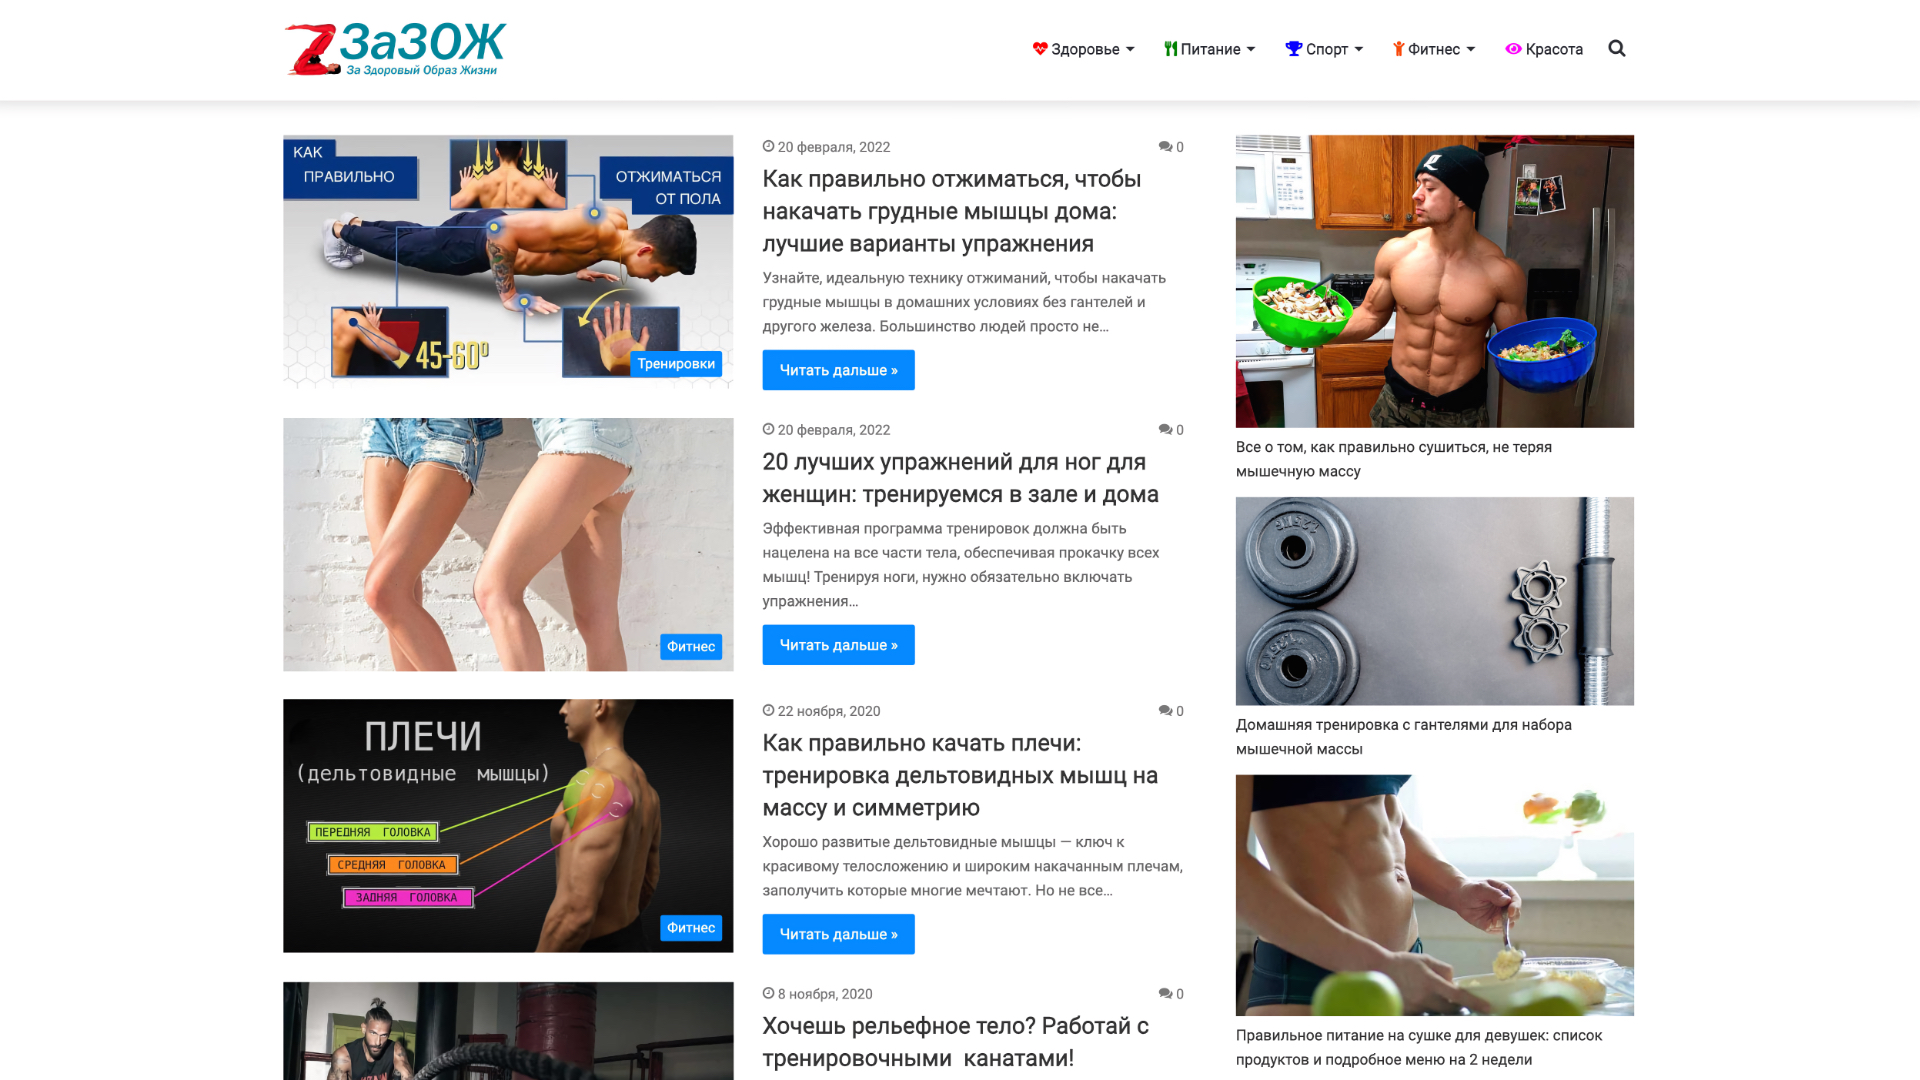 ЗаЗОЖ
За Здоровый Образ Жизни
Здоровье
Питание
Спорт
Фитнес
Красота
КАК
ПРАВИЛЬНО
ОТЖИМАТЬСЯ
ОТ ПОЛА
45-60⁰
Тренировки
20 февраля, 2022
0
Как правильно отжиматься, чтобы
накачать грудные мышцы дома:
лучшие варианты упражнения
Узнайте, идеальную технику отжиманий, чтобы накачать
грудные мышцы в домашних условиях без гантелей и
другого железа. Большинство людей просто не…
Читать дальше »
Фитнес
20 февраля, 2022
0
20 лучших упражнений для ног для
женщин: тренируемся в зале и дома
Эффективная программа тренировок должна быть
нацелена на все части тела, обеспечивая прокачку всех
мышц! Тренируя ноги, нужно обязательно включать
упражнения…
Читать дальше »
ПЛЕЧИ
(дельтовидные мышцы)
ПЕРЕДНЯЯ ГОЛОВКА
СРЕДНЯЯ ГОЛОВКА
ЗАДНЯЯ ГОЛОВКА
Фитнес
22 ноября, 2020
0
Как правильно качать плечи:
тренировка дельтовидных мышц на
массу и симметрию
Хорошо развитые дельтовидные мышцы — ключ к
красивому телосложению и широким накачанным плечам,
заполучить которые многие мечтают. Но не все…
Читать дальше »
8 ноября, 2020
0
Хочешь рельефное тело? Работай с
тренировочными канатами!
Все о том, как правильно сушиться, не теряя
мышечную массу
Домашняя тренировка с гантелями для набора
мышечной массы
Правильное питание на сушке для девушек: список
продуктов и подробное меню на 2 недели